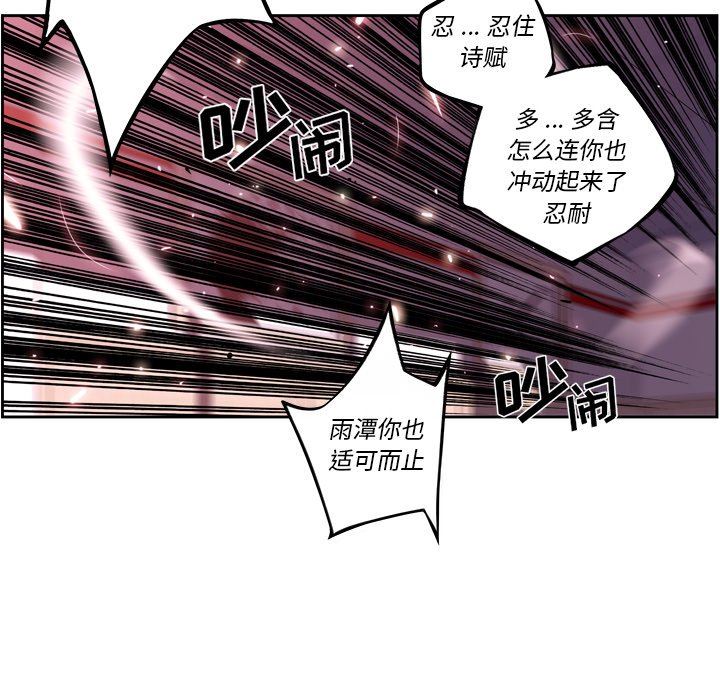 忍 ... 忍住
诗赋
多 ... 多含
怎么连你也
冲动起来了
忍耐
吵闹
吵闹
雨潭你也
适可而止